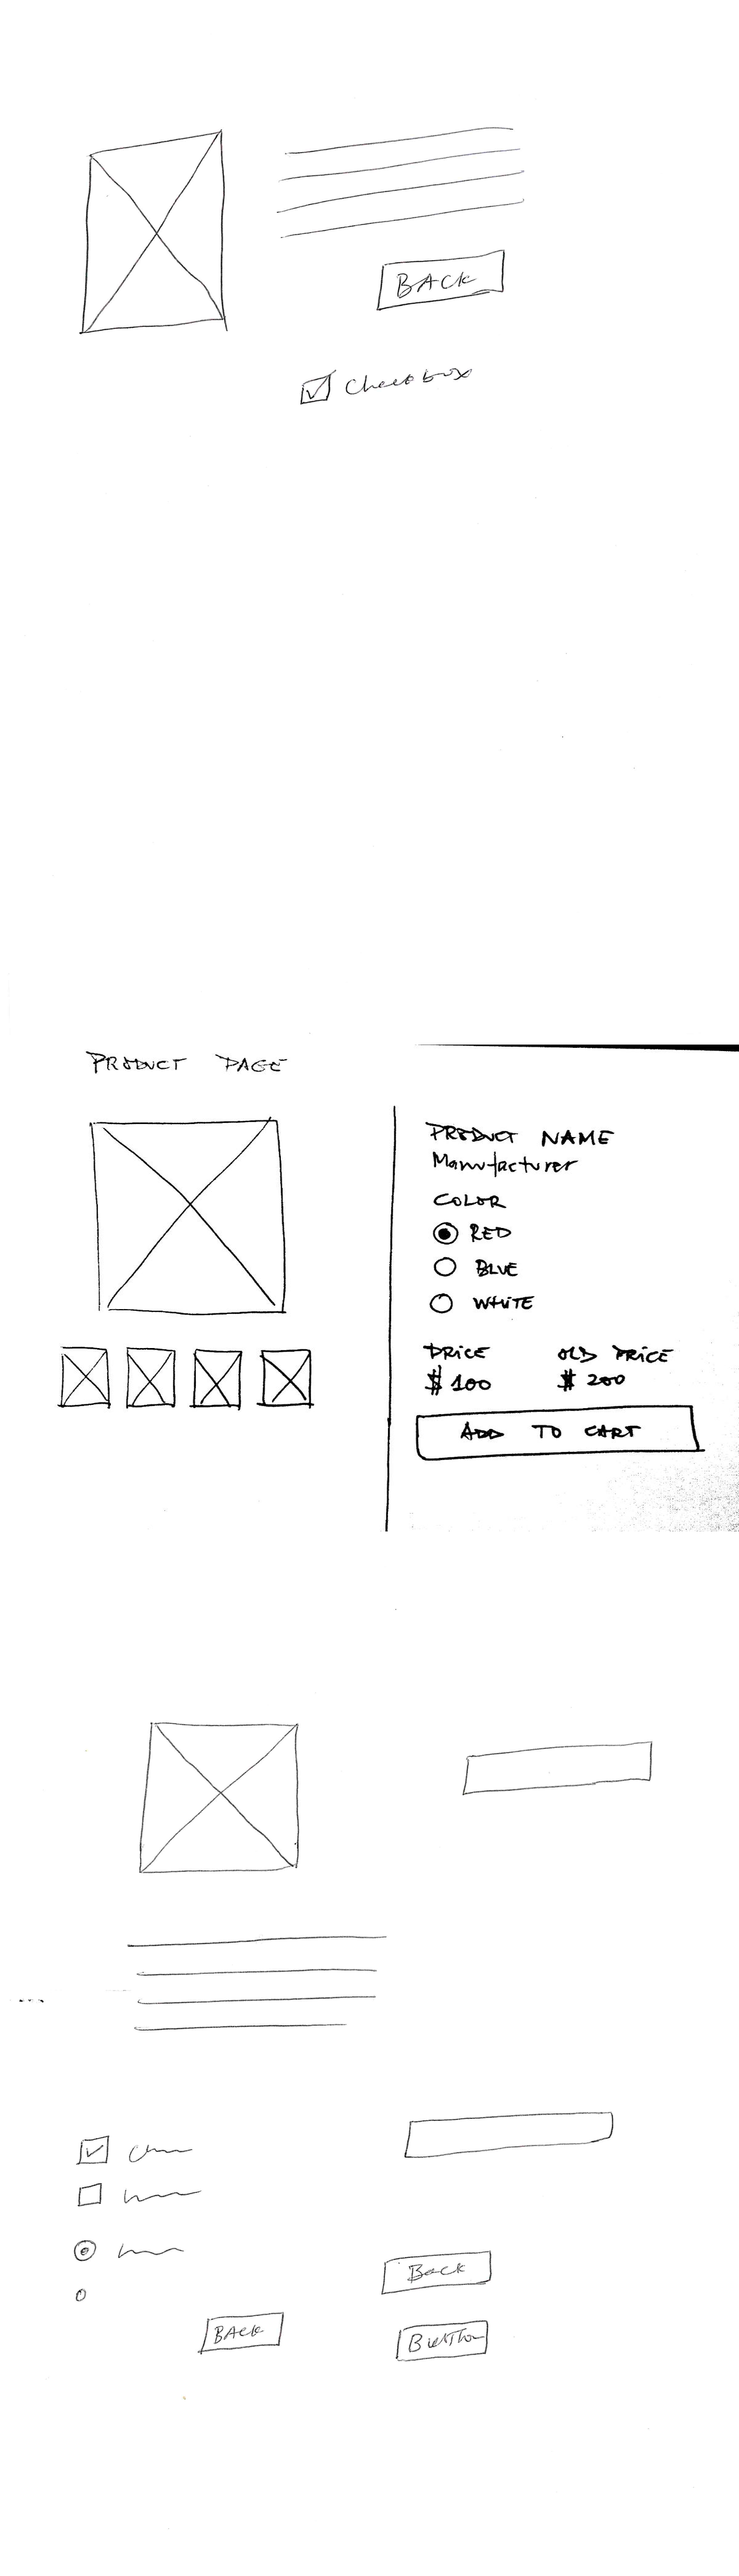 BACK
Checkbox
PRODUCT PAGE
PRODUCT NAME
Manufacturer
COLOR
RED
BLUE
WHITE
PRICE OLD PRICE
$ 100 $ 200
ADD TO CART
Back
BACK
Button